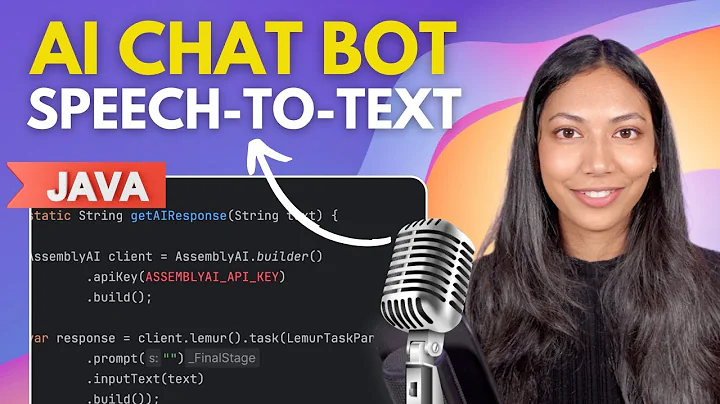 AI CHAT BOT
SPEECH-TO-TEXT
JAVA
static String getAIResponse(String text) {
AssemblyAI client = AssemblyAI.builder()
.apiKey(ASSEMBLYAI_API_KEY)
.build();
var response = client.lemur().task(LemurTaskPar
.prompt( s: "") _FinalStage
.inputText(text)
.build());